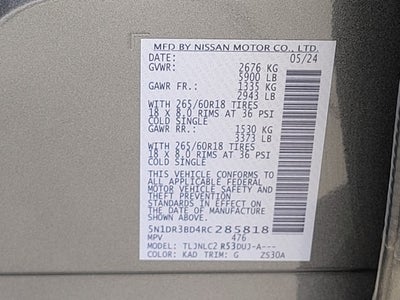 MFD BY NISSAN MOTOR CO., LTD.
DATE: 05/24
GVWR: 2676 KG
5900 LB
GAWR FR.: 1335 KG
2943 LB
WITH 265/60R18 TIRES
18 X 8.0 RIMS AT 36 PSI
COLD SINGLE
GAWR RR.: 1530 KG
3373 LB
WITH 265/60R18 TIRES
18 X 8.0 RIMS AT 36 PSI
COLD SINGLE
THIS VEHICLE CONFORMS TO
ALL APPLICABLE FEDERAL
MOTOR VEHICLE SAFETY AND
THEFT PREVENTION
STANDARDS IN EFFECT ON
THE DATE OF MANUFACTURE
SHOWN ABOVE.
5N1DR3BD4RC285818
MPV 476
MODEL: TLJNLC2 R53DUJ-A---
COLOR: KAD TRIM: G ZS30A